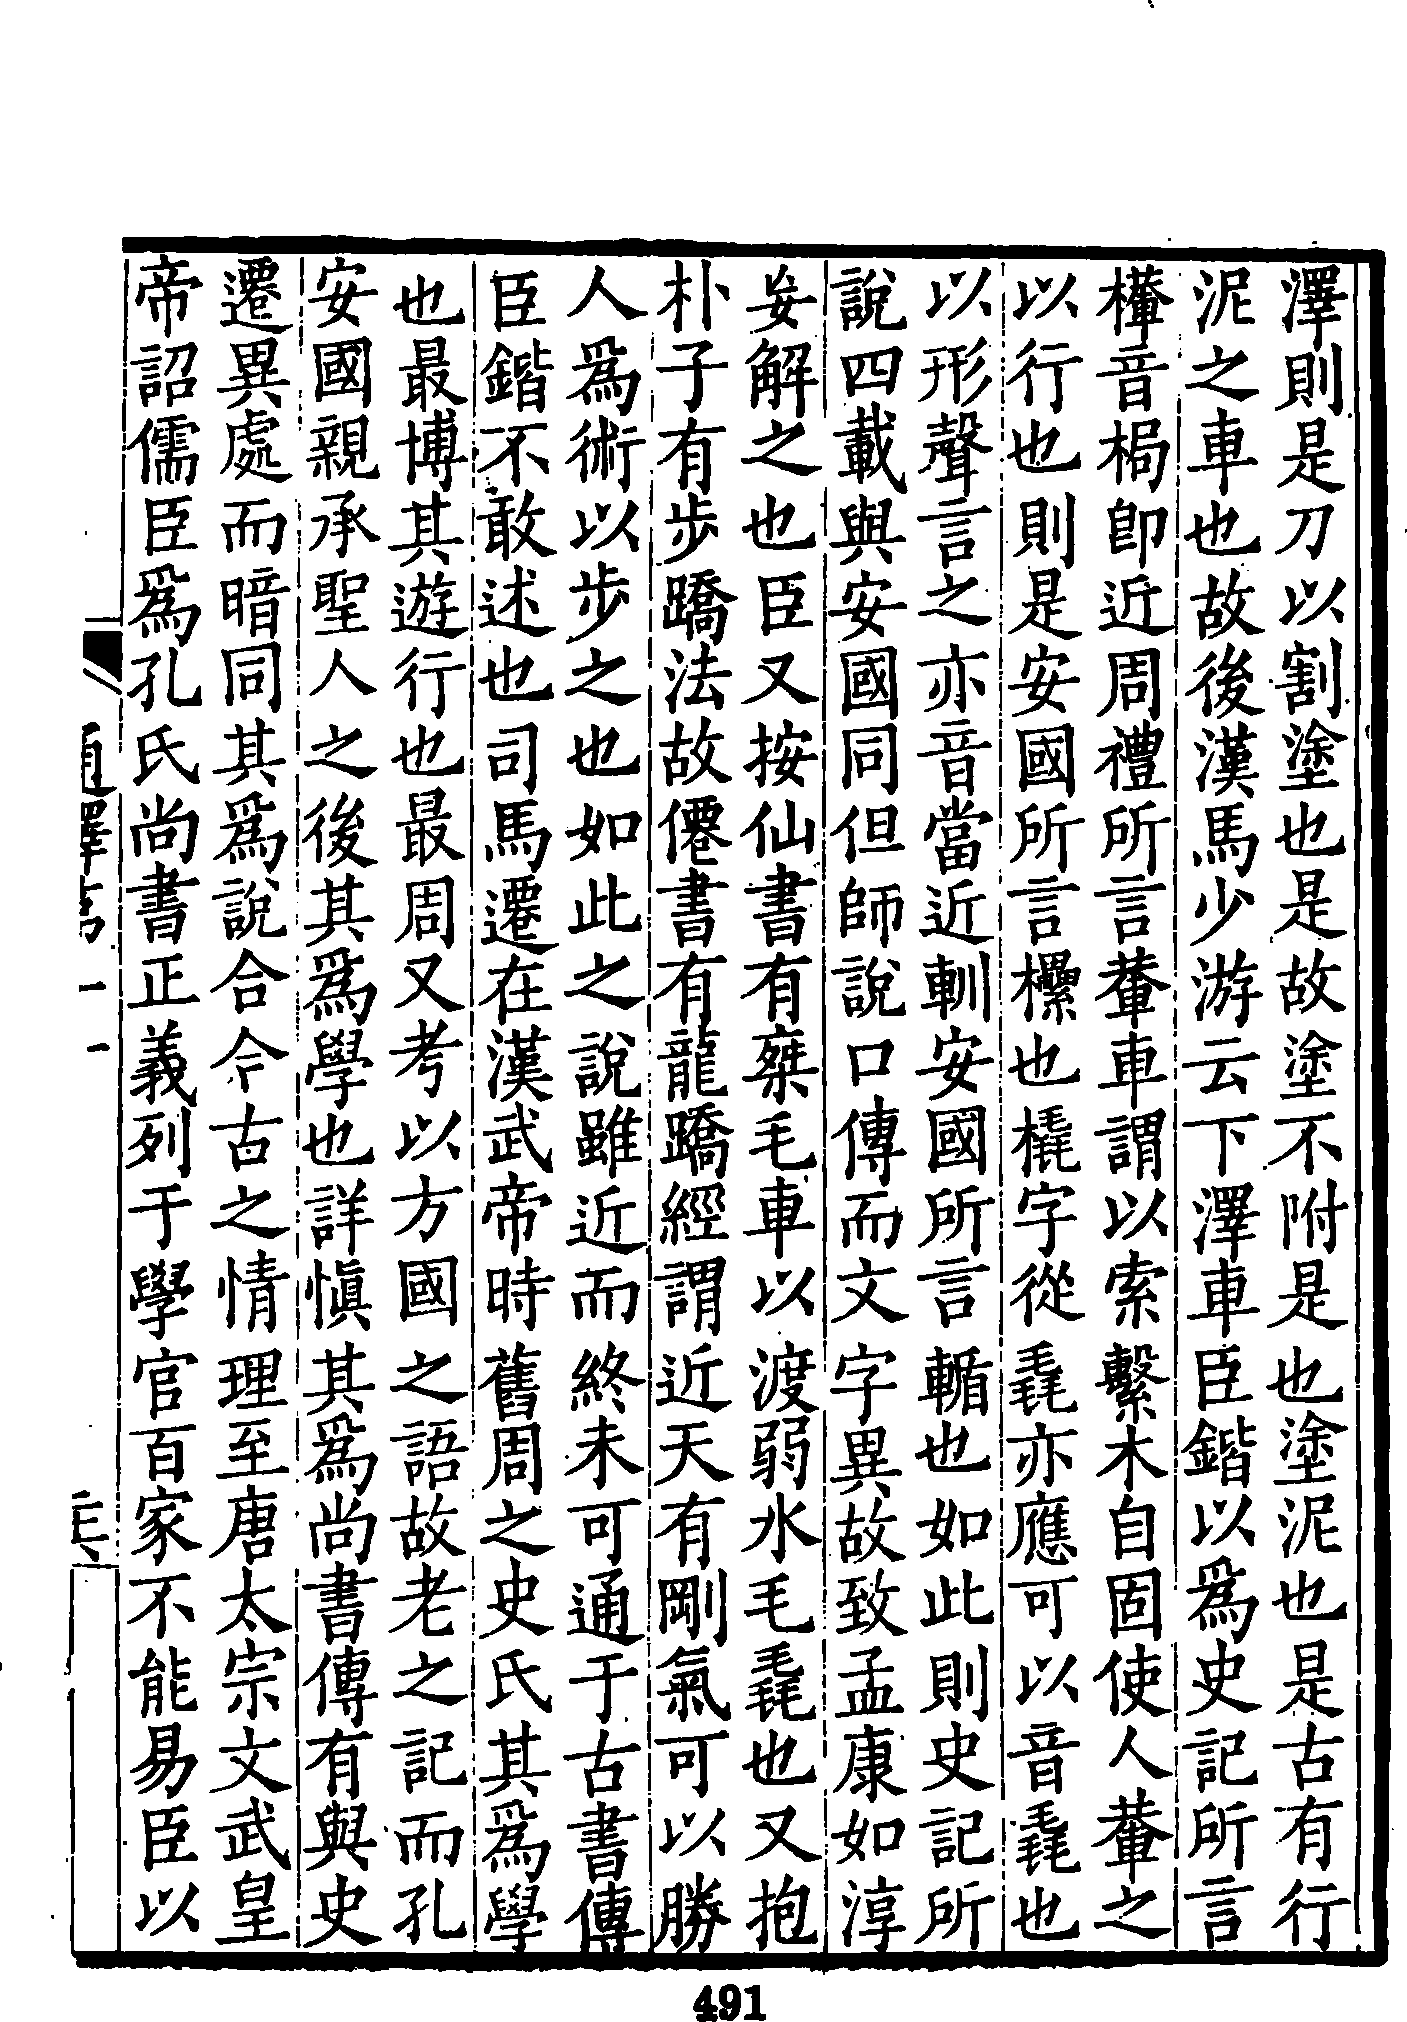 澤則是刀以割塗也是故塗不附是也塗泥也是古有行
泥之車也故後漢馬少游云下澤車臣鍇以爲史記所言
檋音梮卽近周禮所言輂車謂以索繫木自固使人輂之
以行也則是安國所言欙也橇字從毳亦應可以音毳也
以形聲言之亦音當近輴安國所言輴也如此則史記所
說四載與安國同但師說口傳而文字異故致孟康如淳
妄解之也臣又按仙書有桀毛車以渡弱水毛毳也又抱
朴子有步蹻法故僊書有龍蹻經謂近天有剛氣可以勝
人爲術以步之也如此之說雖近而終未可通于古書傳
臣鍇不敢述也司馬遷在漢武帝時舊周之史氏其爲學
也最博其遊行也最周又考以方國之語故老之記而孔
安國親承聖人之後其爲學也詳愼其爲尚書傳有與史
遷異處而暗同其爲說合今古之情理至唐太宗文武皇
帝詔儒臣爲孔氏尚書正義列于學官百家不能易臣以
491